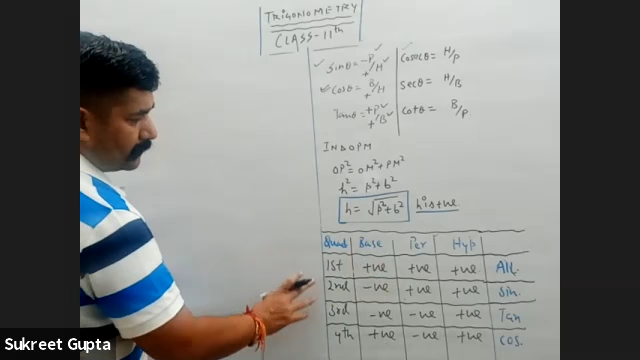 TRIGONOMETRY
CLASS-11th
✓ Sinθ = -P/+H ✓
Cosθ = B/+H
Tanθ = +P/+B ✓
Cosecθ = H/P
secθ = H/B
cotθ = B/P
IN △OPM
OP² = OM² + PM²
h² = p² + b²
h = √p²+b² h is +ve
Quad Base Per Hyp
1st +ve +ve +ve All.
2nd -ve +ve +ve Sin.
3rd -ve -ve +ve Tan
4th +ve -ve +ve cos.
Sukreet Gupta